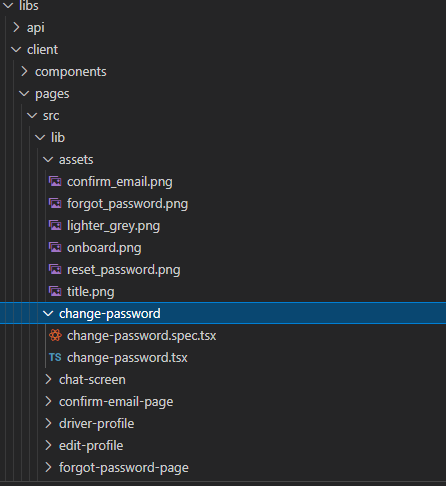 libs
api
client
components
pages
src
lib
assets
confirm_email.png
forgot_password.png
lighter_grey.png
onboard.png
reset_password.png
title.png
change-password
change-password.spec.tsx
TS change-password.tsx
chat-screen
confirm-email-page
driver-profile
edit-profile
forgot-password-page